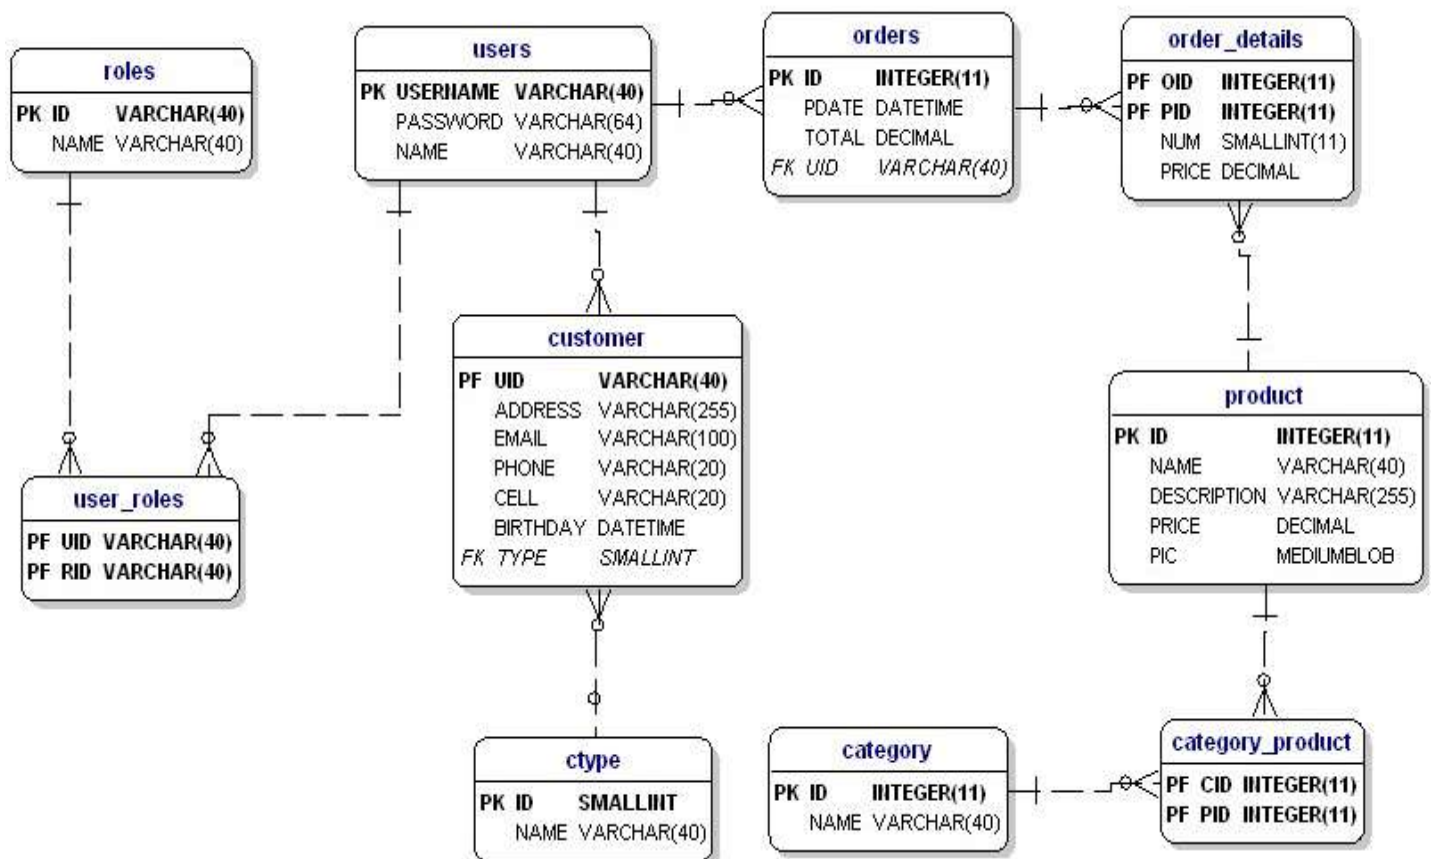 roles
PK ID VARCHAR(40)
NAME VARCHAR(40)
users
PK USERNAME VARCHAR(40)
PASSWORD VARCHAR(64)
NAME VARCHAR(40)
orders
PK ID INTEGER(11)
PDATE DATETIME
TOTAL DECIMAL
FK UID VARCHAR(40)
order_details
PF OID INTEGER(11)
PF PID INTEGER(11)
NUM SMALLINT(11)
PRICE DECIMAL
customer
PF UID VARCHAR(40)
ADDRESS VARCHAR(255)
EMAIL VARCHAR(100)
PHONE VARCHAR(20)
CELL VARCHAR(20)
BIRTHDAY DATETIME
FK TYPE SMALLINT
product
PK ID INTEGER(11)
NAME VARCHAR(40)
DESCRIPTION VARCHAR(255)
PRICE DECIMAL
PIC MEDIUMBLOB
user_roles
PF UID VARCHAR(40)
PF RID VARCHAR(40)
ctype
PK ID SMALLINT
NAME VARCHAR(40)
category
PK ID INTEGER(11)
NAME VARCHAR(40)
category_product
PF CID INTEGER(11)
PF PID INTEGER(11)